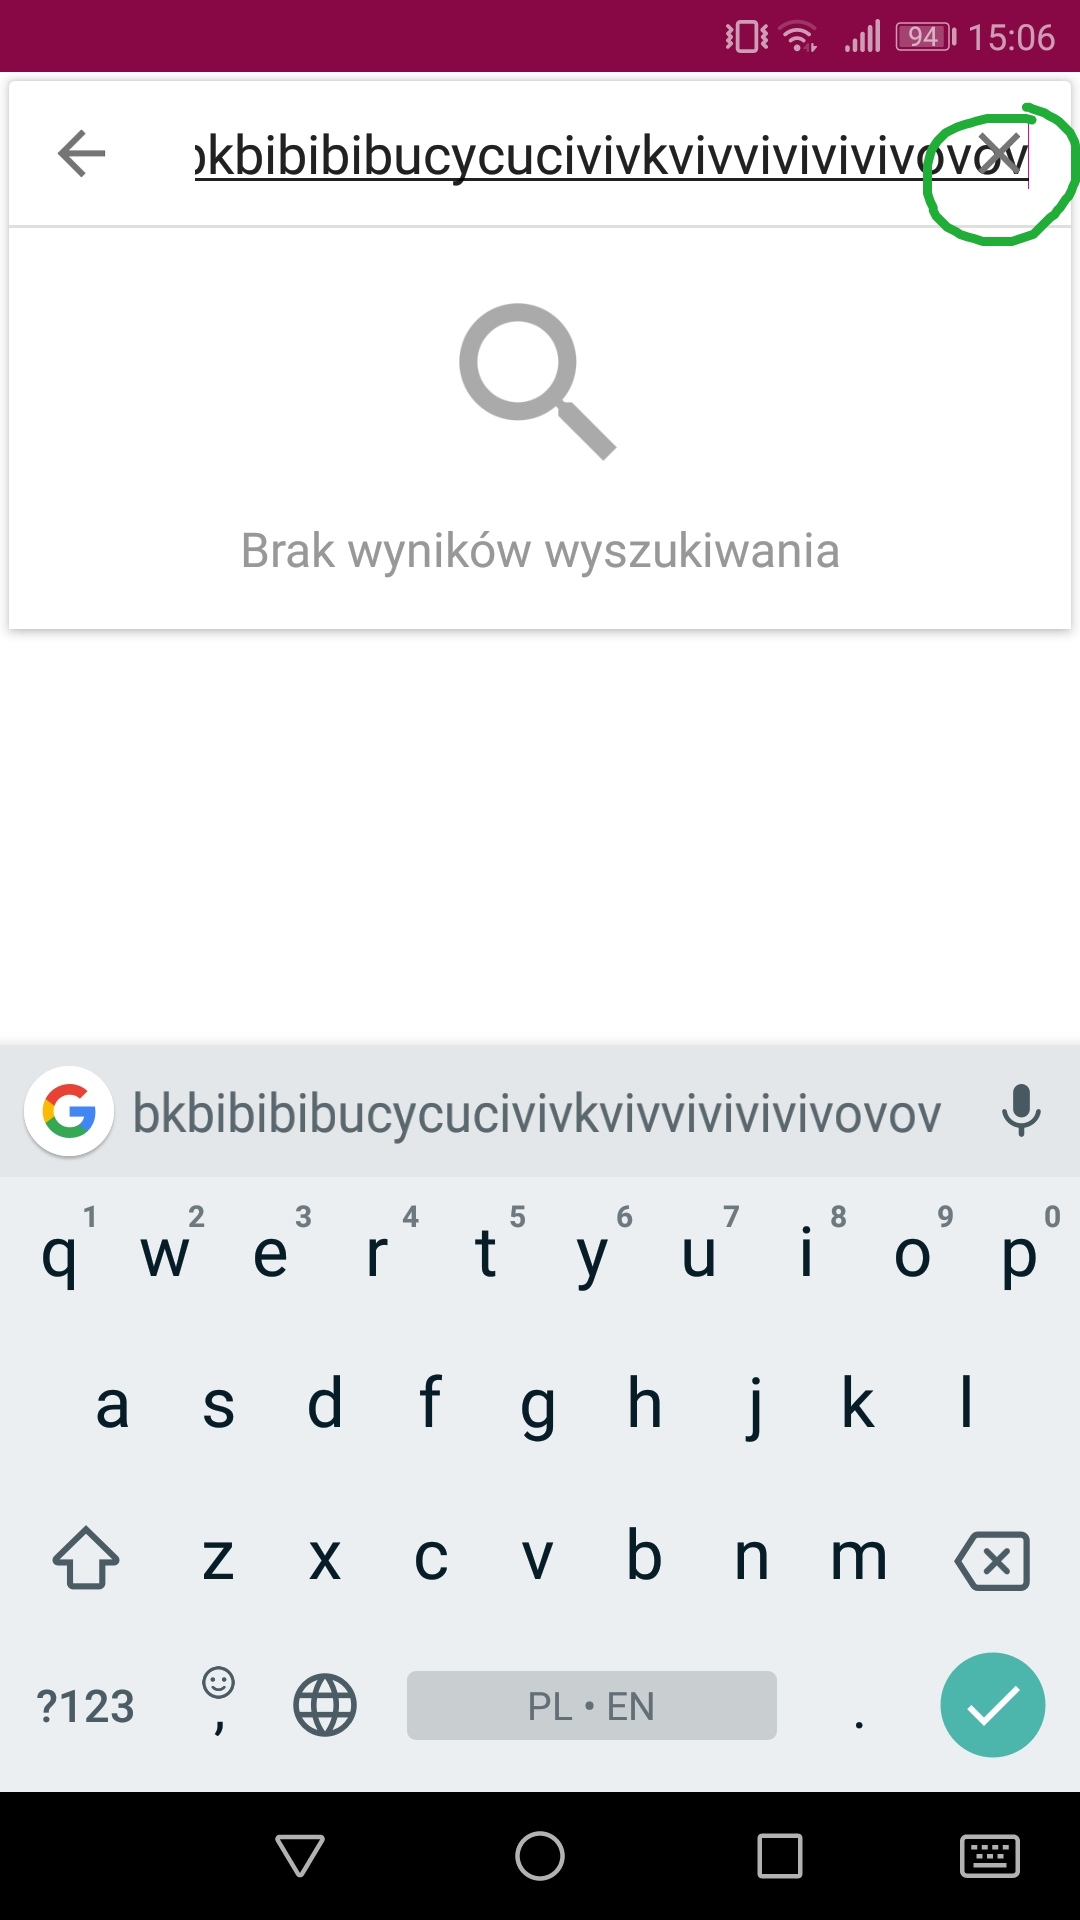 94 15:06
bkbibibibucycucivivkvivvivivivivovov
Brak wyników wyszukiwania
bkbibibibucycucivivkvivvivivivivovov
1 2 3 4 5 6 7 8 9 0
q w e r t y u i o p
a s d f g h j k l
z x c v b n m
?123 , PL • EN .